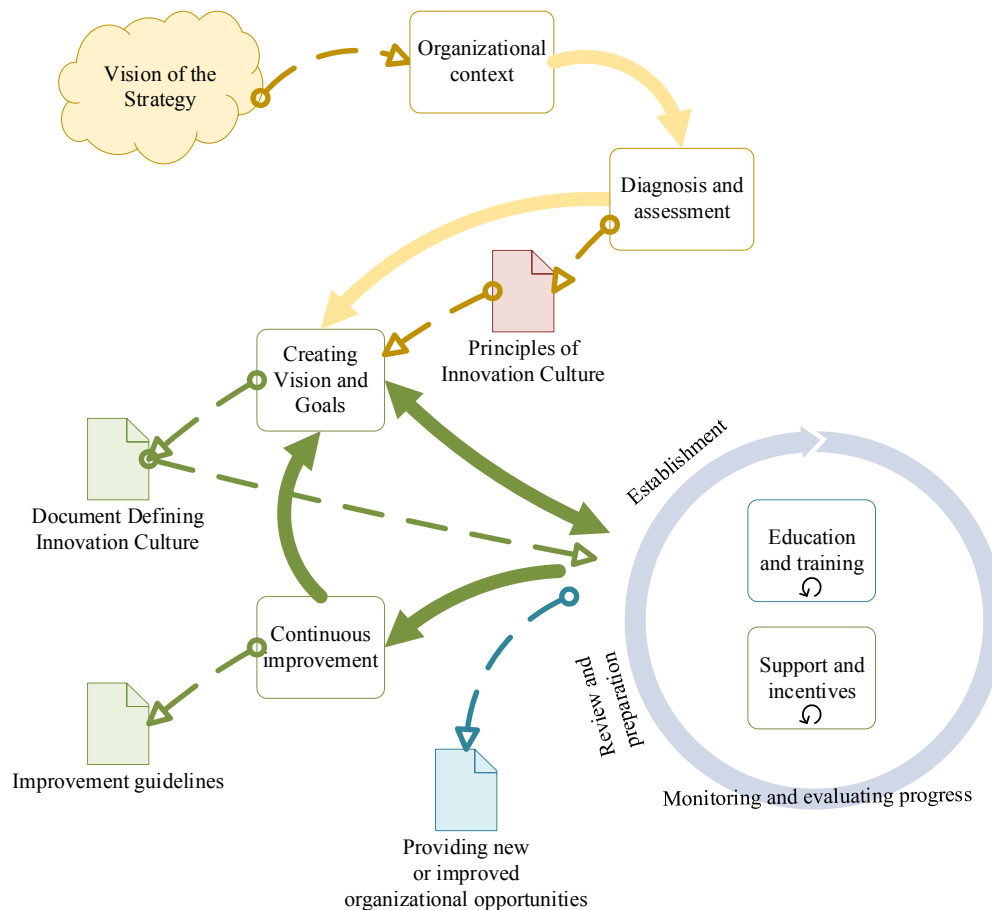 Vision of the
Strategy
Organizational
context
Diagnosis and
assessment
Principles of
Innovation Culture
Creating
Vision and
Goals
Document Defining
Innovation Culture
Establishment
Education
and training
Continuous
improvement
Support and
incentives
Review and
preparation
Improvement guidelines
Monitoring and evaluating progress
Providing new
or improved
organizational opportunities